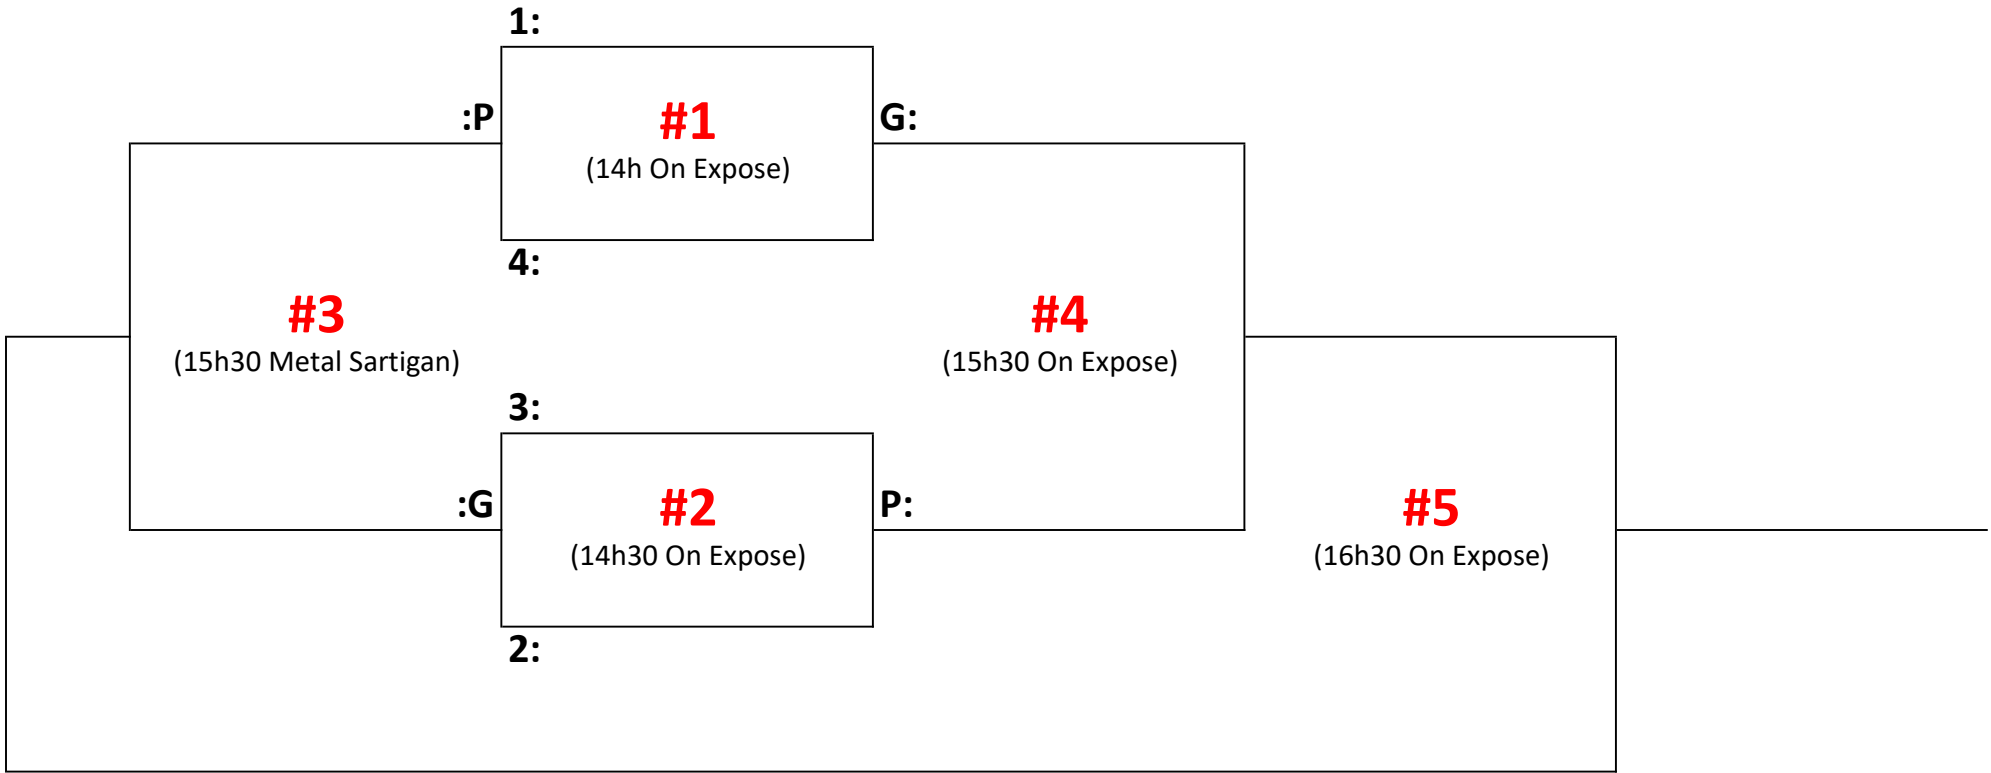 1:
:P
#1
G:
(14h On Expose)
4:
#3
#4
(15h30 Metal Sartigan)
(15h30 On Expose)
3:
:G
#2
P:
#5
(14h30 On Expose)
(16h30 On Expose)
2: